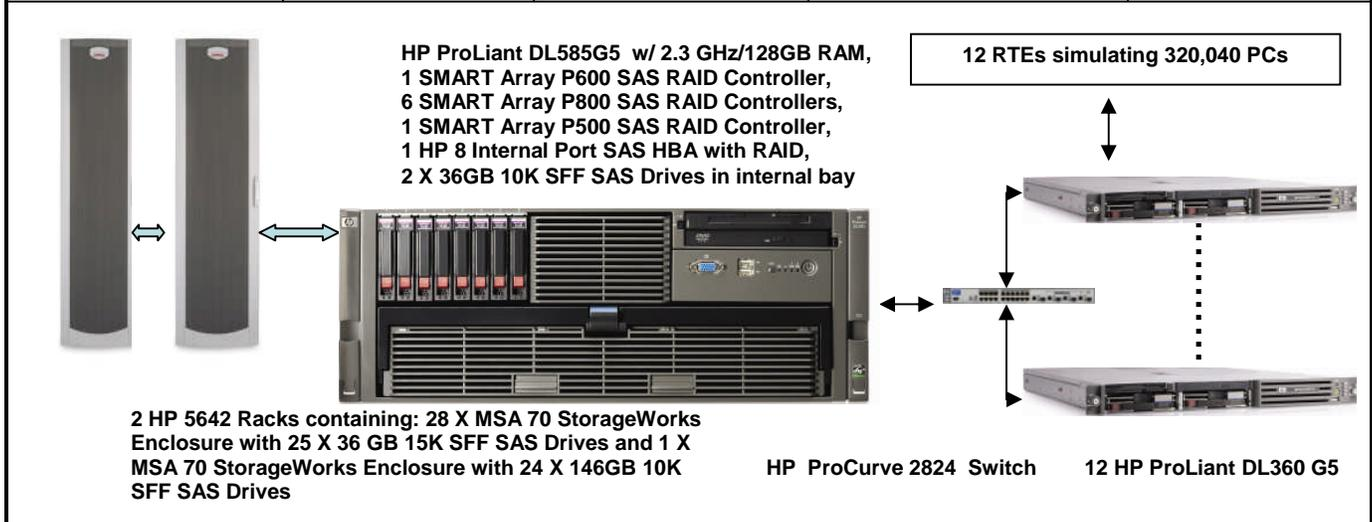 HP ProLiant DL585G5 w/ 2.3 GHz/128GB RAM,
1 SMART Array P600 SAS RAID Controller,
6 SMART Array P800 SAS RAID Controllers,
1 SMART Array P500 SAS RAID Controller,
1 HP 8 Internal Port SAS HBA with RAID,
2 X 36GB 10K SFF SAS Drives in internal bay
12 RTEs simulating 320,040 PCs
2 HP 5642 Racks containing: 28 X MSA 70 StorageWorks
Enclosure with 25 X 36 GB 15K SFF SAS Drives and 1 X
MSA 70 StorageWorks Enclosure with 24 X 146GB 10K
SFF SAS Drives
HP ProCurve 2824 Switch
12 HP ProLiant DL360 G5